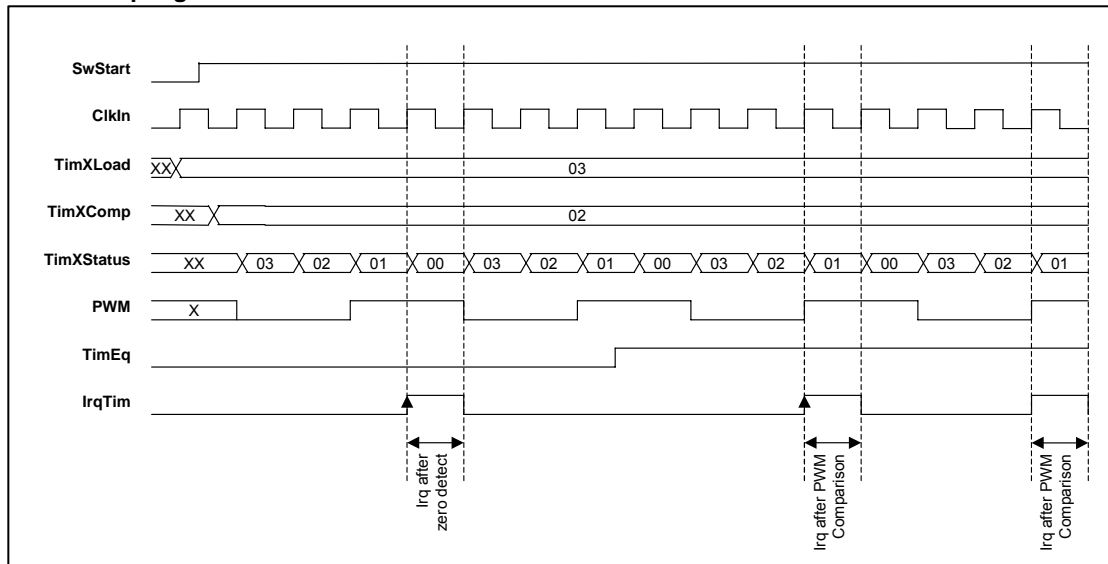 SwStart
ClkIn
TimXLoad XX 03
TimXComp XX 02
TimXStatus XX 03 02 01 00 03 02 01 00 03 02 01 00 03 02 01
PWM X
TimEq
IrqTim
Irq after
zero detect
Irq after PWM
Comparison
Irq after PWM
Comparison